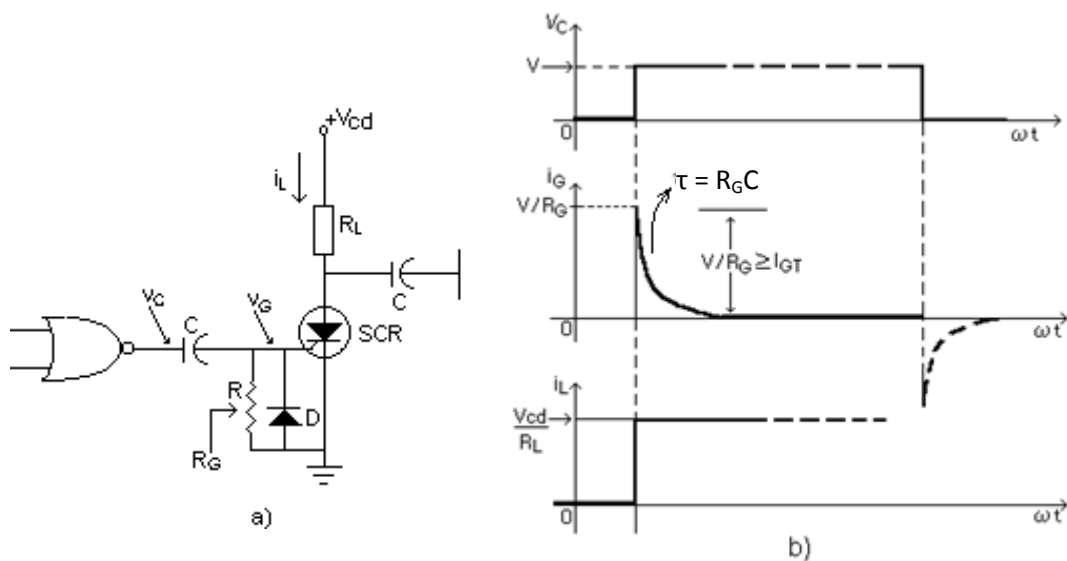 +Vcd
iL
RL
C
vC
C
vG
SCR
R
D
RG
a)
VC
V
0
ωt
iG
τ = RGC
V/RG
V/RG ≥ IGT
0
ωt
iL
Vcd
RL
0
ωt
b)